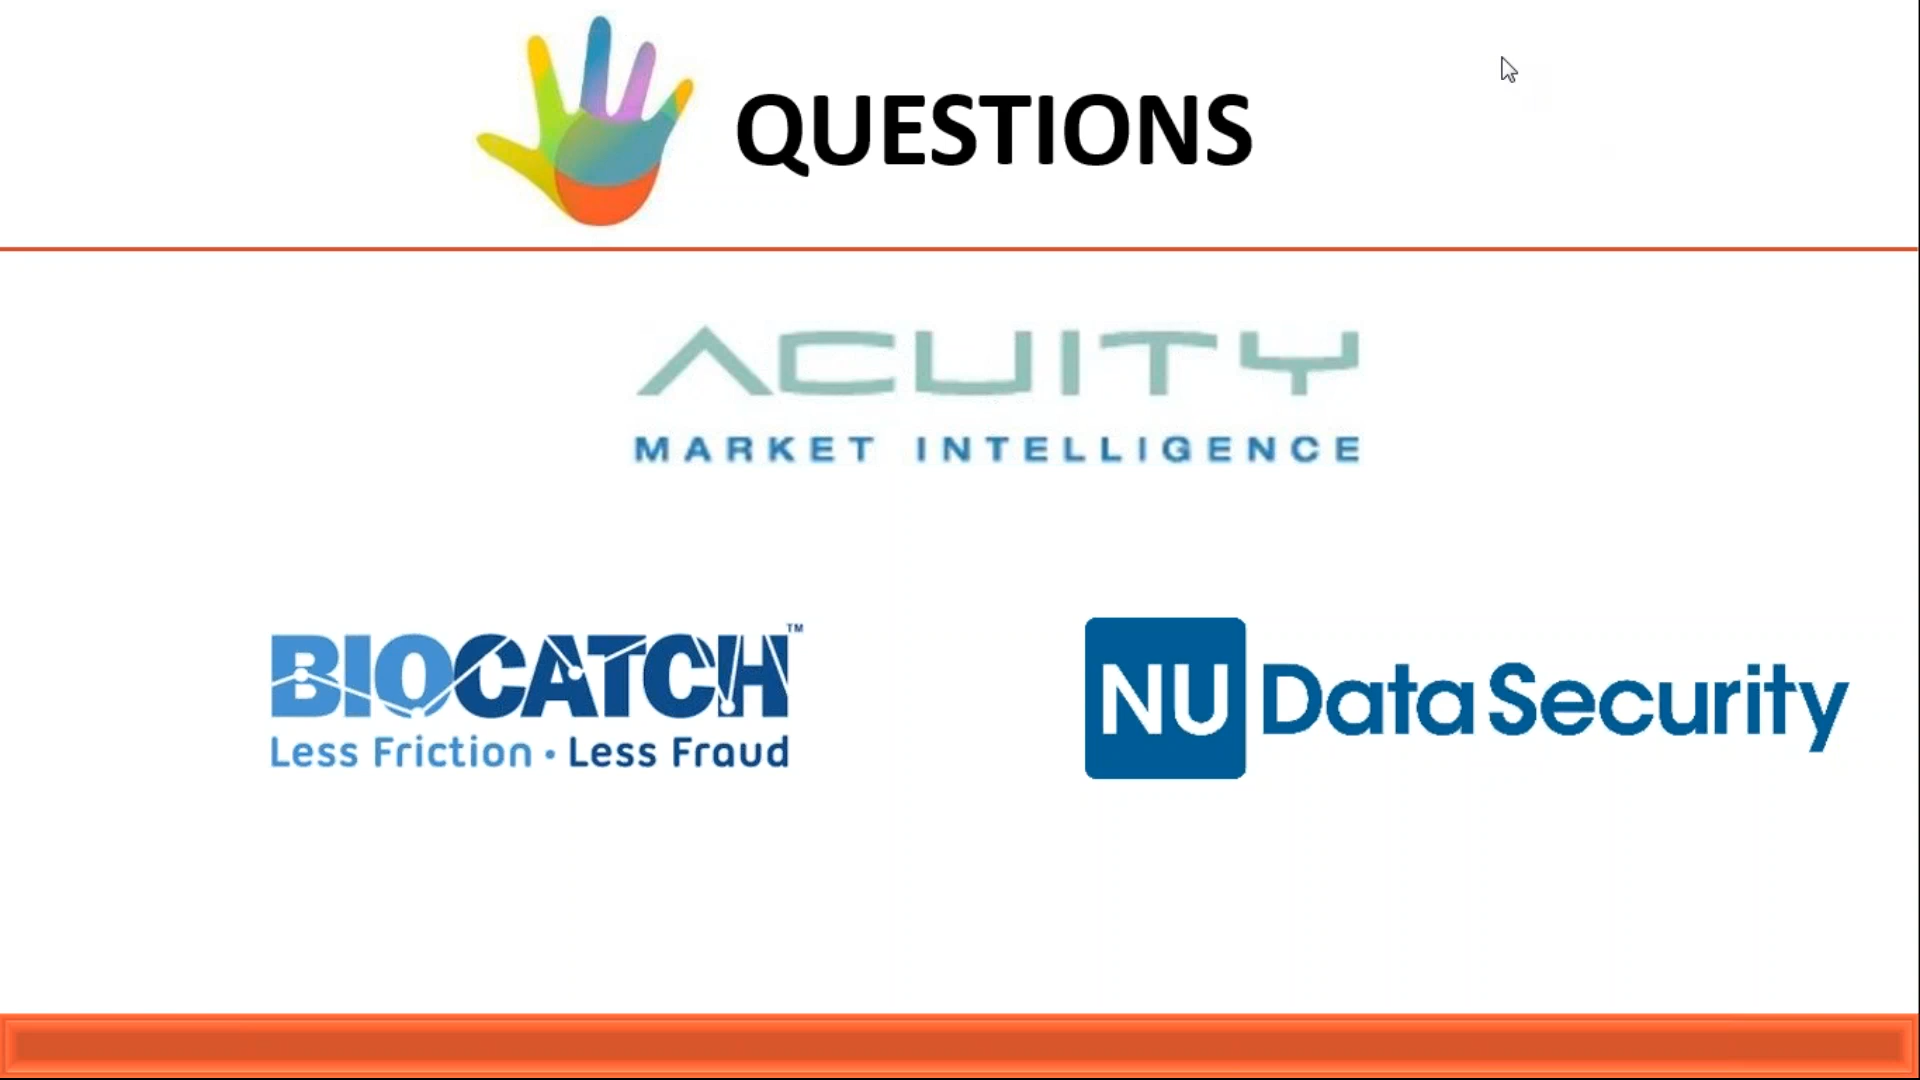 QUESTIONS
ACUITY
MARKET INTELLIGENCE
BIOCATCH™
Less Friction • Less Fraud
NU Data Security